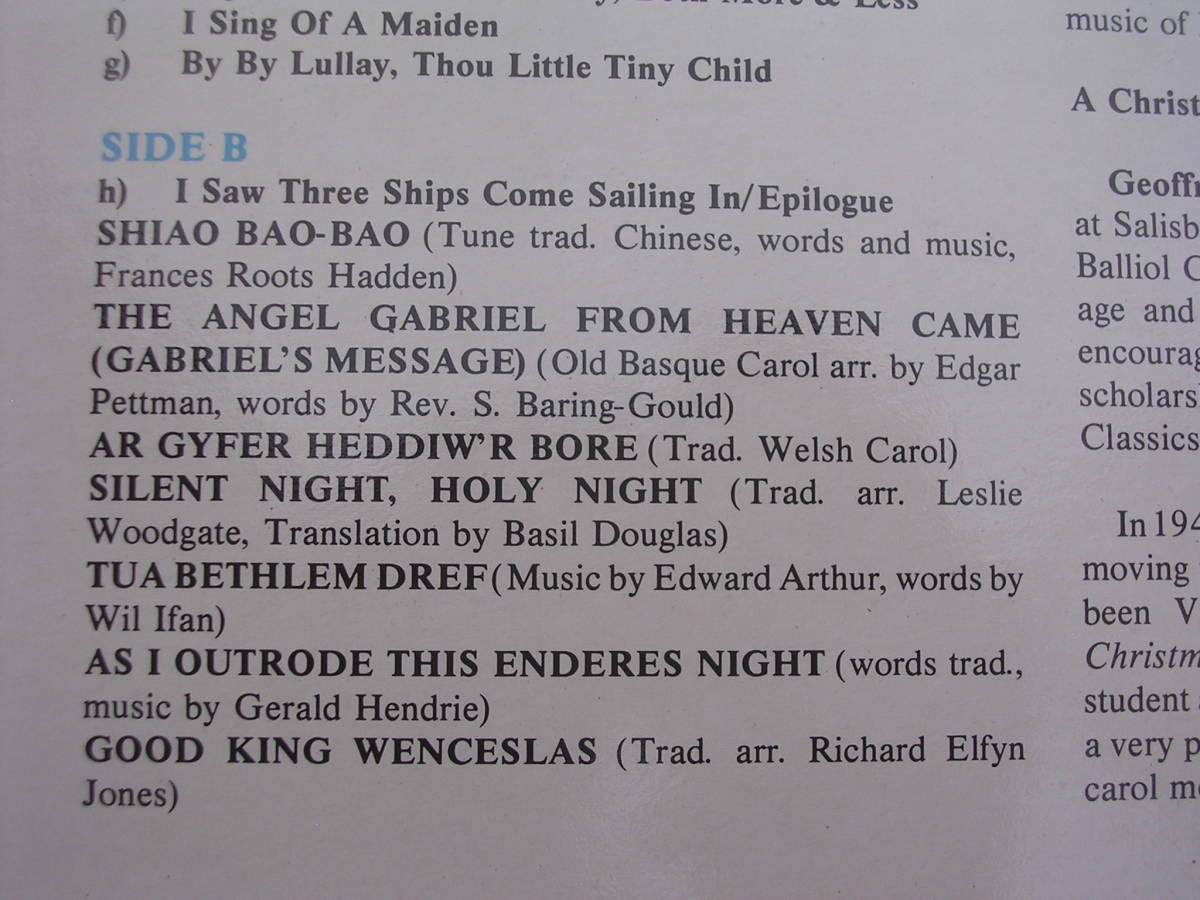 More & Less
f) I Sing Of A Maiden
g) By By Lullay, Thou Little Tiny Child
SIDE B
h) I Saw Three Ships Come Sailing In/Epilogue
SHIAO BAO-BAO (Tune trad. Chinese, words and music,
Frances Roots Hadden)
THE ANGEL GABRIEL FROM HEAVEN CAME
(GABRIEL'S MESSAGE) (Old Basque Carol arr. by Edgar
Pettman, words by Rev. S. Baring-Gould)
AR GYFER HEDDIW'R BORE (Trad. Welsh Carol)
SILENT NIGHT, HOLY NIGHT (Trad. arr. Leslie
Woodgate, Translation by Basil Douglas)
TUA BETHLEM DREF (Music by Edward Arthur, words by
Wil Ifan)
AS I OUTRODE THIS ENDERES NIGHT (words trad.,
music by Gerald Hendrie)
GOOD KING WENCESLAS (Trad. arr. Richard Elfyn
Jones)
music of
A Christ
Geoff
at Salisb
Balliol C
age and
encourag
scholars
Classics
In 194
moving
been V
Christm
student
a very p
carol m